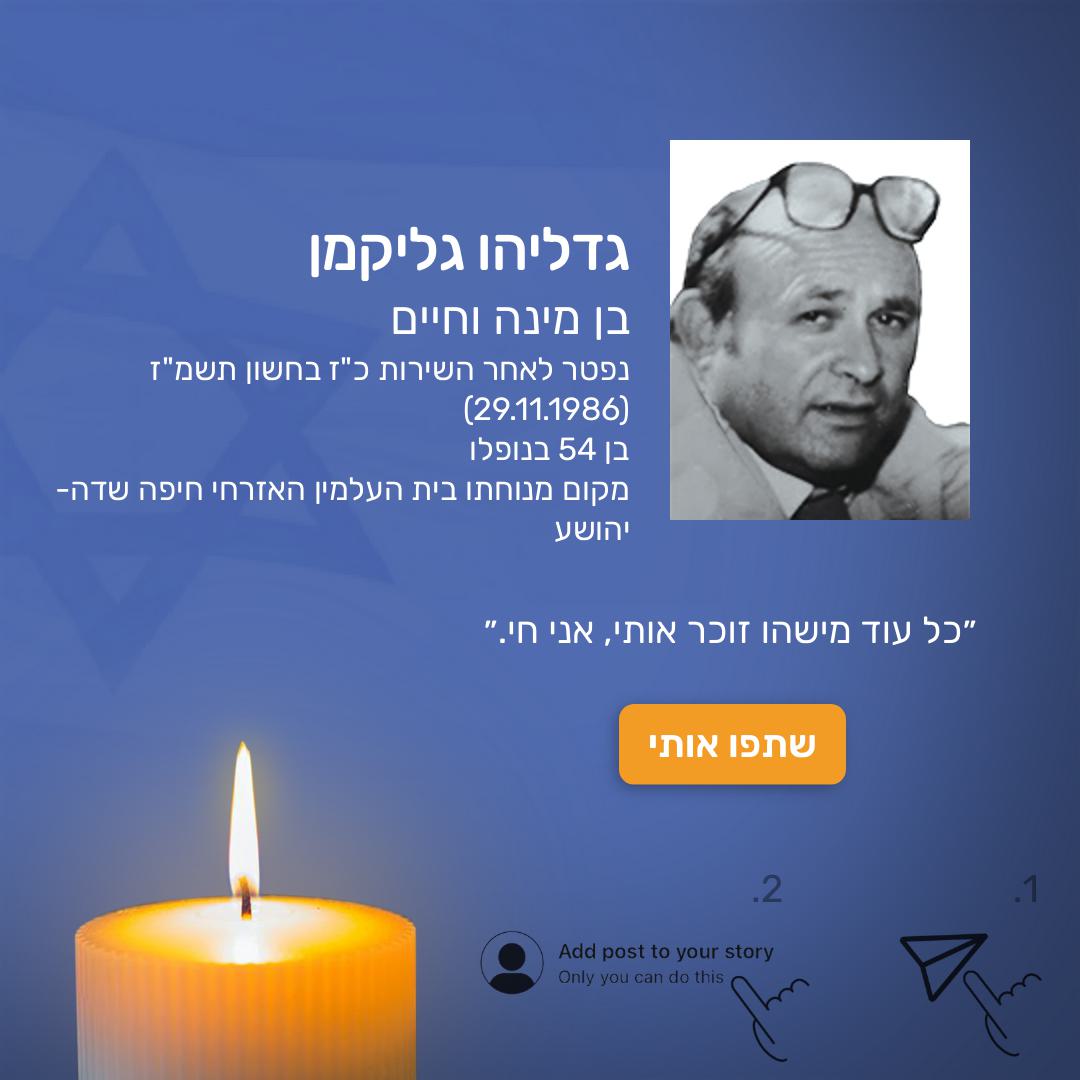 גדליהו גליקמן
בן מינה וחיים
נפטר לאחר השירות כ"ז בחשון תשמ"ז
(29.11.1986)
בן 54 בנופלו
מקום מנוחתו בית העלמין האזרחי חיפה שדה-
יהושע
״כל עוד מישהו זוכר אותי, אני חי.״
שתפו אותי
1.
2.
Add post to your story
Only you can do this